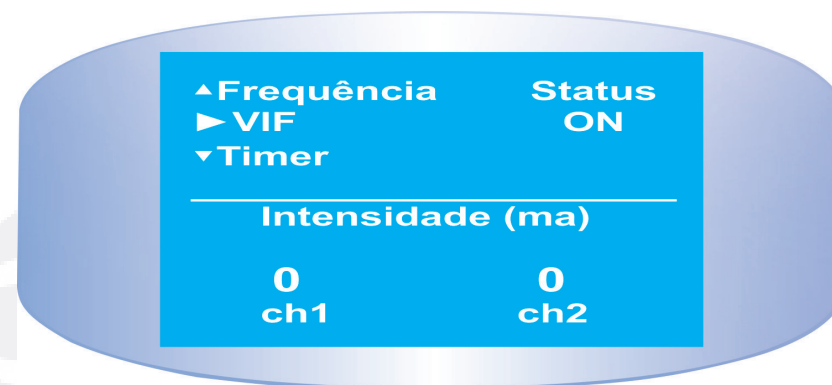 Frequência Status
VIF ON
Timer
Intensidade (ma)
0 0
ch1 ch2